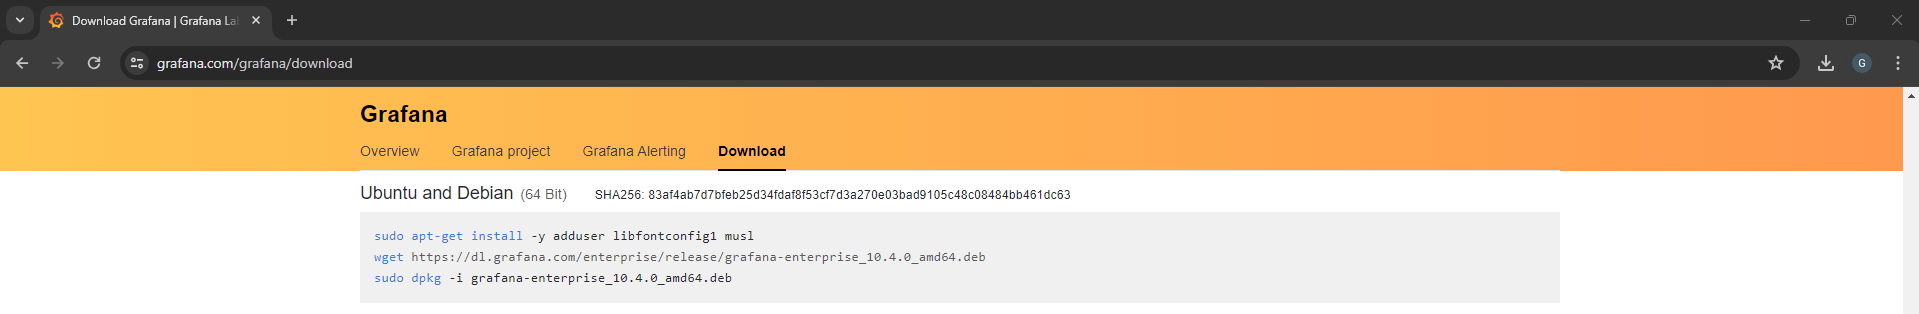 Download Grafana | Grafana La
grafana.com/grafana/download
G
Grafana
Overview Grafana project Grafana Alerting Download
Ubuntu and Debian (64 Bit) SHA256: 83af4ab7d7bfeb25d34fdaf8f53cf7d3a270e03bad9105c48c08484bb461dc63
sudo apt-get install -y adduser libfontconfig1 musl
wget https://dl.grafana.com/enterprise/release/grafana-enterprise_10.4.0_amd64.deb
sudo dpkg -i grafana-enterprise_10.4.0_amd64.deb